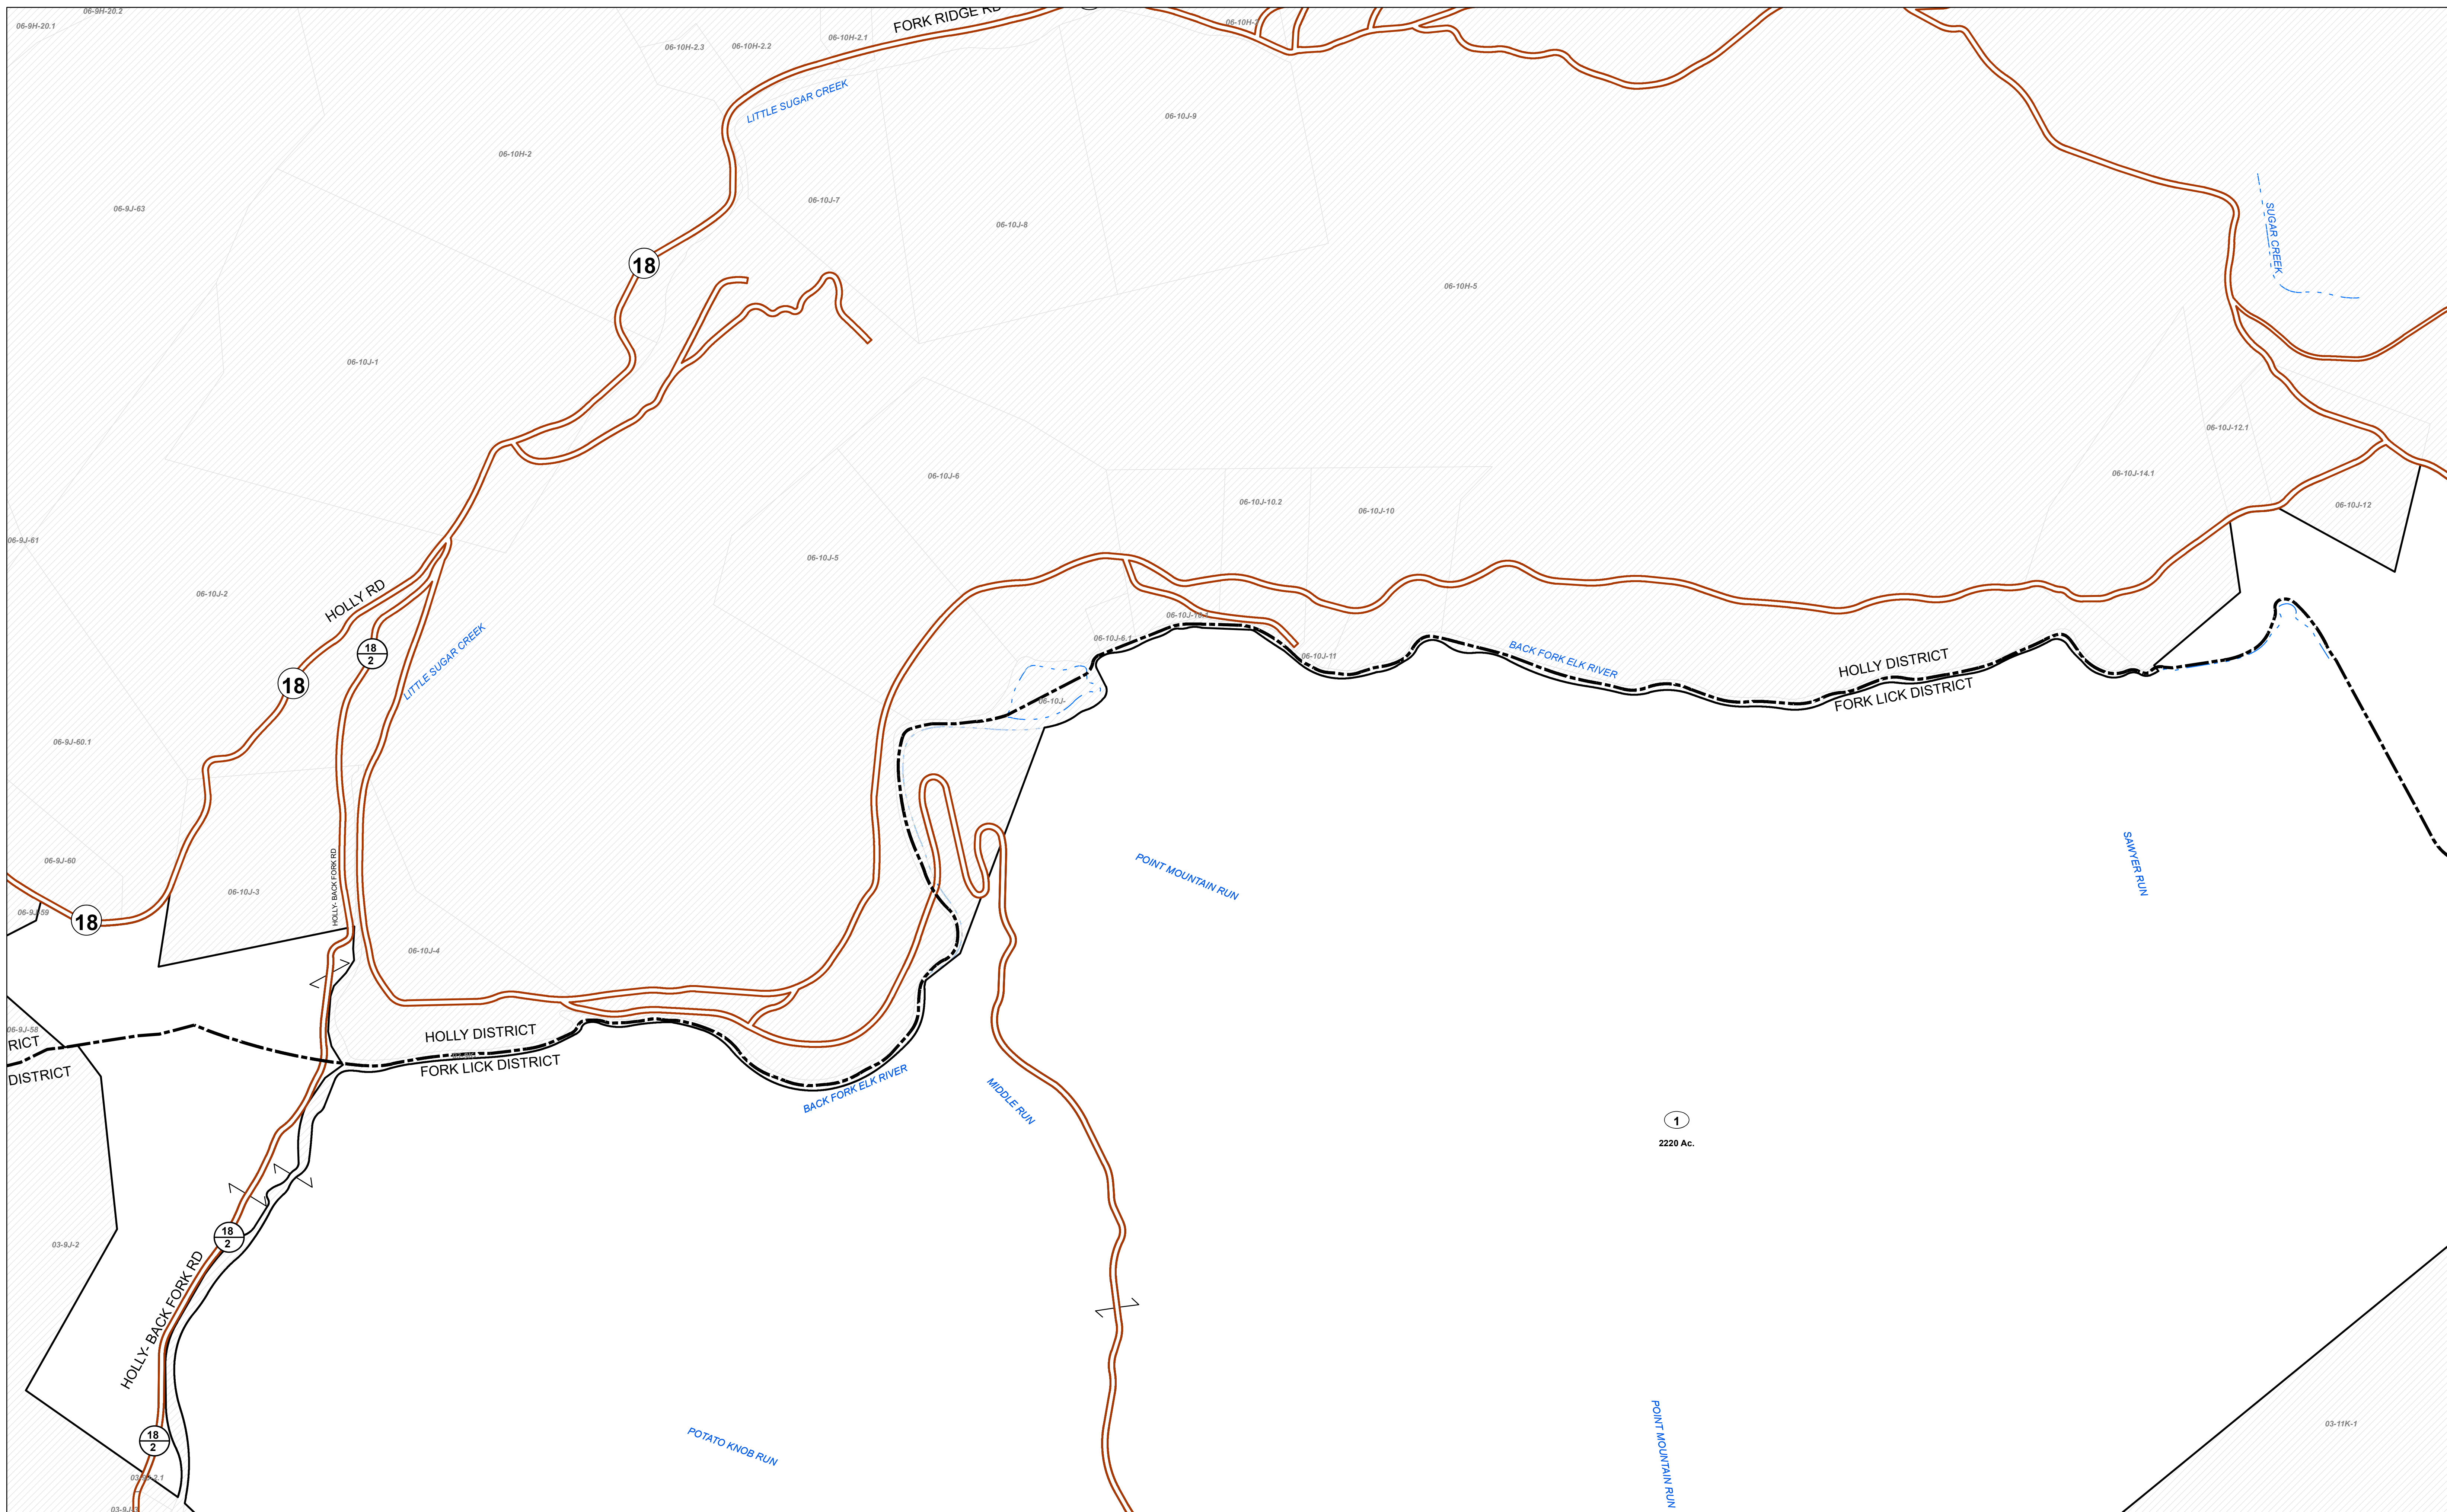 06-9H-20.2
06-9H-20.1
FORK RIDGE RD
06-10H-2.3
06-10H-2.2
06-10H-2.1
LITTLE SUGAR CREEK
06-10J-9
06-10H-2
06-9J-63
06-10J-7
06-10J-8
SUGAR CREEK
18
06-10H-5
06-10J-1
06-10J-12.1
06-10J-6
06-10J-14.1
06-10J-10.2
06-10J-10
06-10J-12
06-9J-61
06-10J-5
06-10J-2
HOLLY RD
LITTLE SUGAR CREEK
06-10J-6.1
18
2
06-10J-11
BACK FORK ELK RIVER
HOLLY DISTRICT
FORK LICK DISTRICT
18
06-10J-
06-9J-60.1
06-9J-60
POINT MOUNTAIN RUN
SAWYER RUN
HOLLY- BACK FORK RD
06-10J-3
06-9J-59
18
06-10J-4
06-9J-58
RICT
DISTRICT
HOLLY DISTRICT
FORK LICK DISTRICT
BACK FORK ELK RIVER
MIDDLE RUN
1
2220 Ac.
03-9J-2
18
2
HOLLY- BACK FORK RD
18
2
POTATO KNOB RUN
POINT MOUNTAIN RUN
03-11K-1